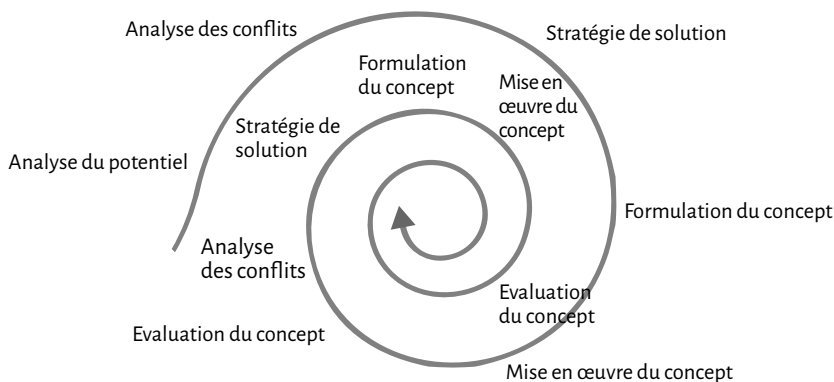 Analyse des conflits
Stratégie de solution
Formulation
du concept
Mise en
œuvre du
concept
Stratégie de
solution
Analyse du potentiel
Formulation du concept
Analyse
des conflits
Evaluation
du concept
Evaluation du concept
Mise en œuvre du concept